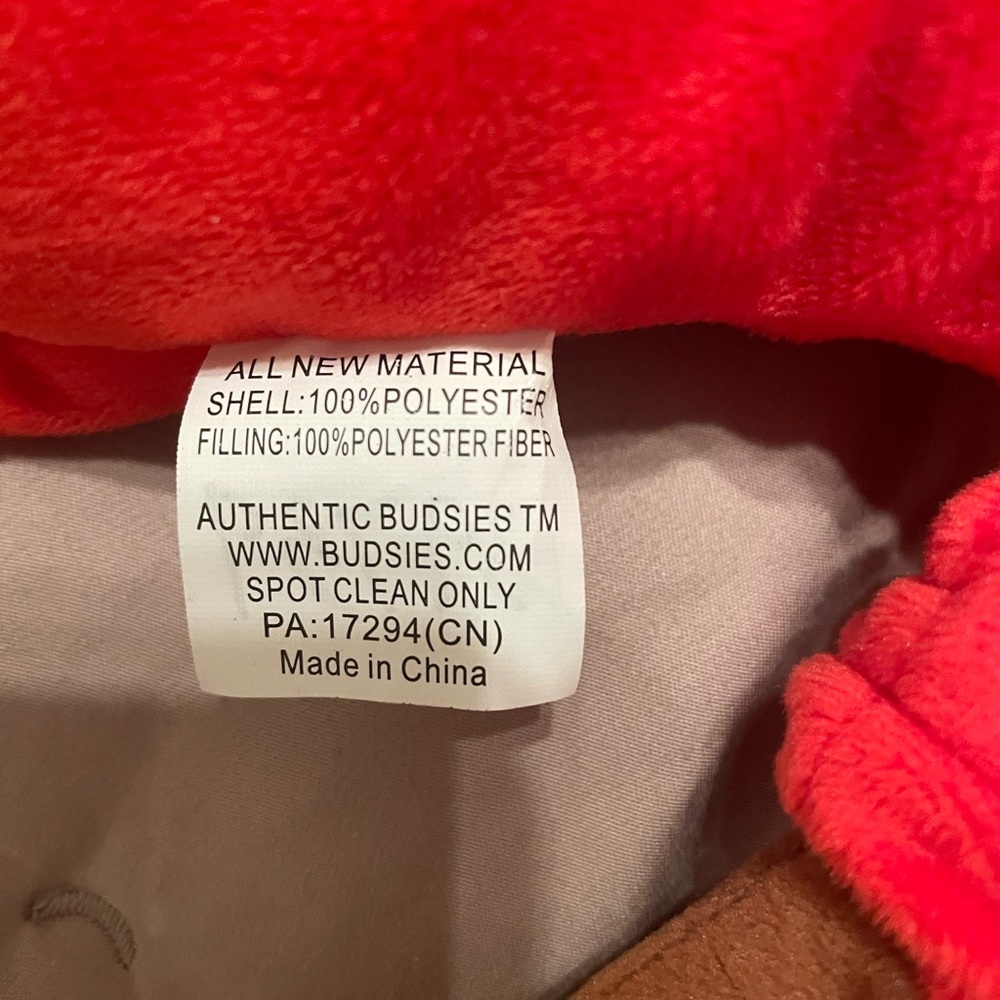 ALL NEW MATERIAL
SHELL:100%POLYESTER
FILLING:100%POLYESTER FIBER
AUTHENTIC BUDSIES TM
WWW.BUDSIES.COM
SPOT CLEAN ONLY
PA:17294(CN)
Made in China